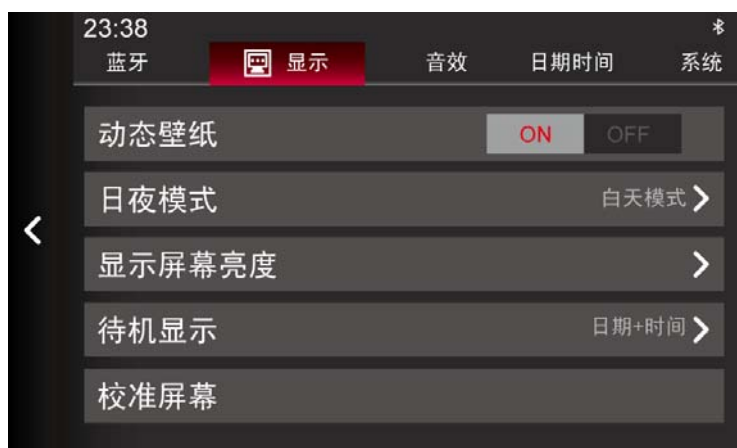 23:38
蓝牙 显示 音效 日期时间 系统
动态壁纸 ON OFF
日夜模式 白天模式
显示屏幕亮度
待机显示 日期+时间
校准屏幕